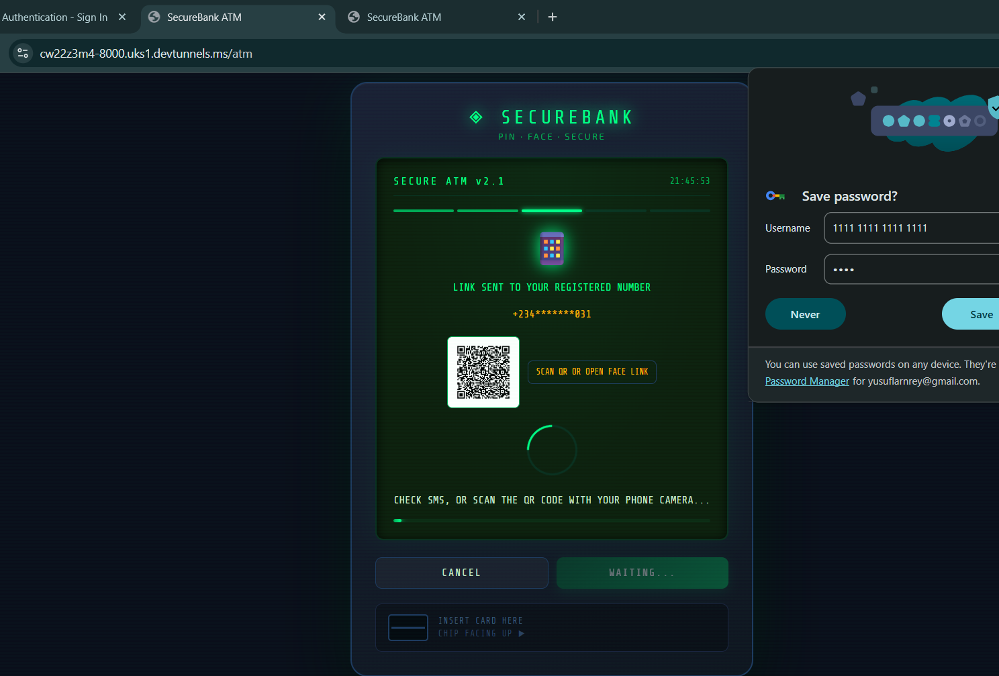 Authentication - Sign In
SecureBank ATM
SecureBank ATM
cw22z3m4-8000.uks1.devtunnels.ms/atm
SECUREBANK
PIN · FACE · SECURE
SECURE ATM v2.1
21:45:53
LINK SENT TO YOUR REGISTERED NUMBER
+234*******031
SCAN QR OR OPEN FACE LINK
CHECK SMS, OR SCAN THE QR CODE WITH YOUR PHONE CAMERA...
CANCEL
WAITING...
INSERT CARD HERE
CHIP FACING UP ▶
Save password?
Username
1111 1111 1111 1111
Password
••••
Never
Save
You can use saved passwords on any device. They're
Password Manager for yusuflarnrey@gmail.com.